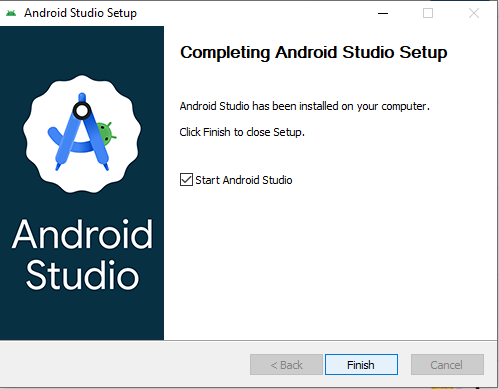 Android Studio Setup
Completing Android Studio Setup
Android Studio has been installed on your computer.
Click Finish to close Setup.
Start Android Studio
Android
Studio
< Back
Finish
Cancel